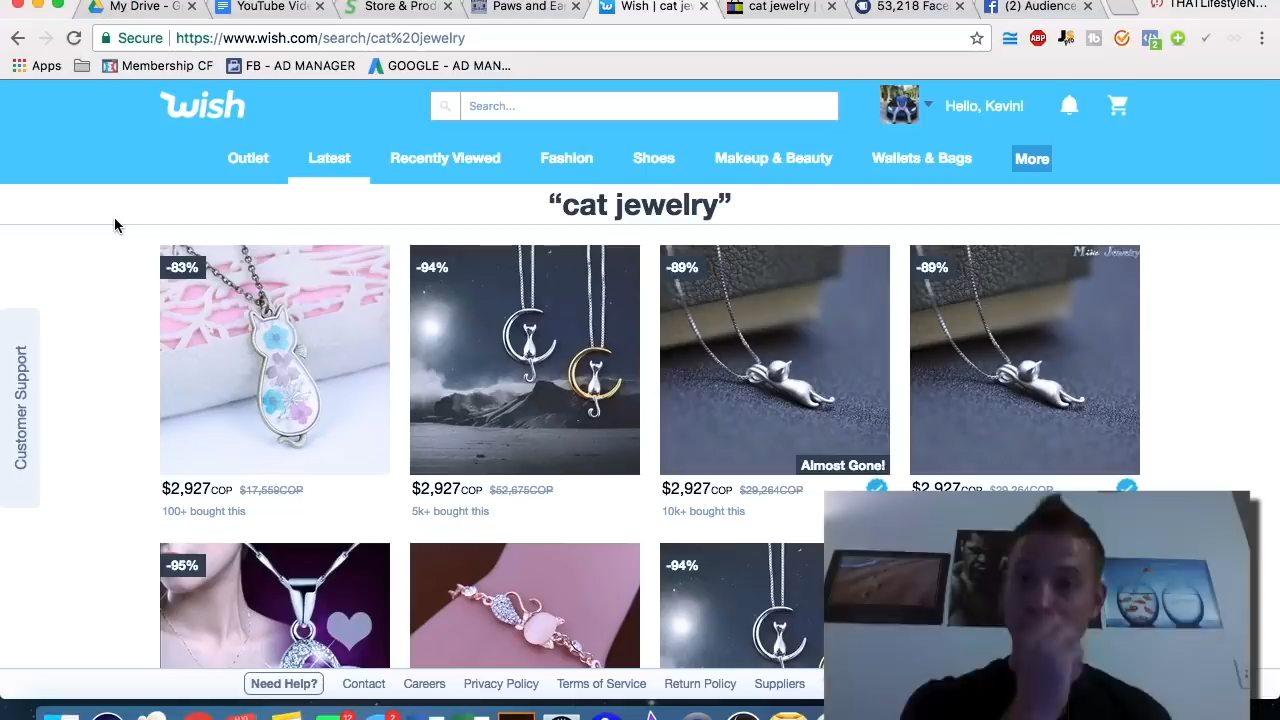 My Drive - G
YouTube Vid
Store & Prod
Paws and Ea
Wish | cat je
cat jewelry |
53,218 Face
(2) Audience
THATLifestyleN...
Secure
https://www.wish.com/search/cat%20jewelry
ABP
2
Apps
Membership CF
FB - AD MANAGER
GOOGLE - AD MAN...
wish
Search...
Hello, Kevin!
Outlet
Latest
Recently Viewed
Fashion
Shoes
Makeup & Beauty
Wallets & Bags
More
“cat jewelry”
Customer Support
-83%
-94%
-89%
-89%
Almost Gone!
$2,927COP $17,559COP
100+ bought this
$2,927COP $52,675COP
5k+ bought this
$2,927COP $29,264COP
10k+ bought this
$2,927COP $29,264COP
-95%
-94%
Need Help?
Contact
Careers
Privacy Policy
Terms of Service
Return Policy
Suppliers